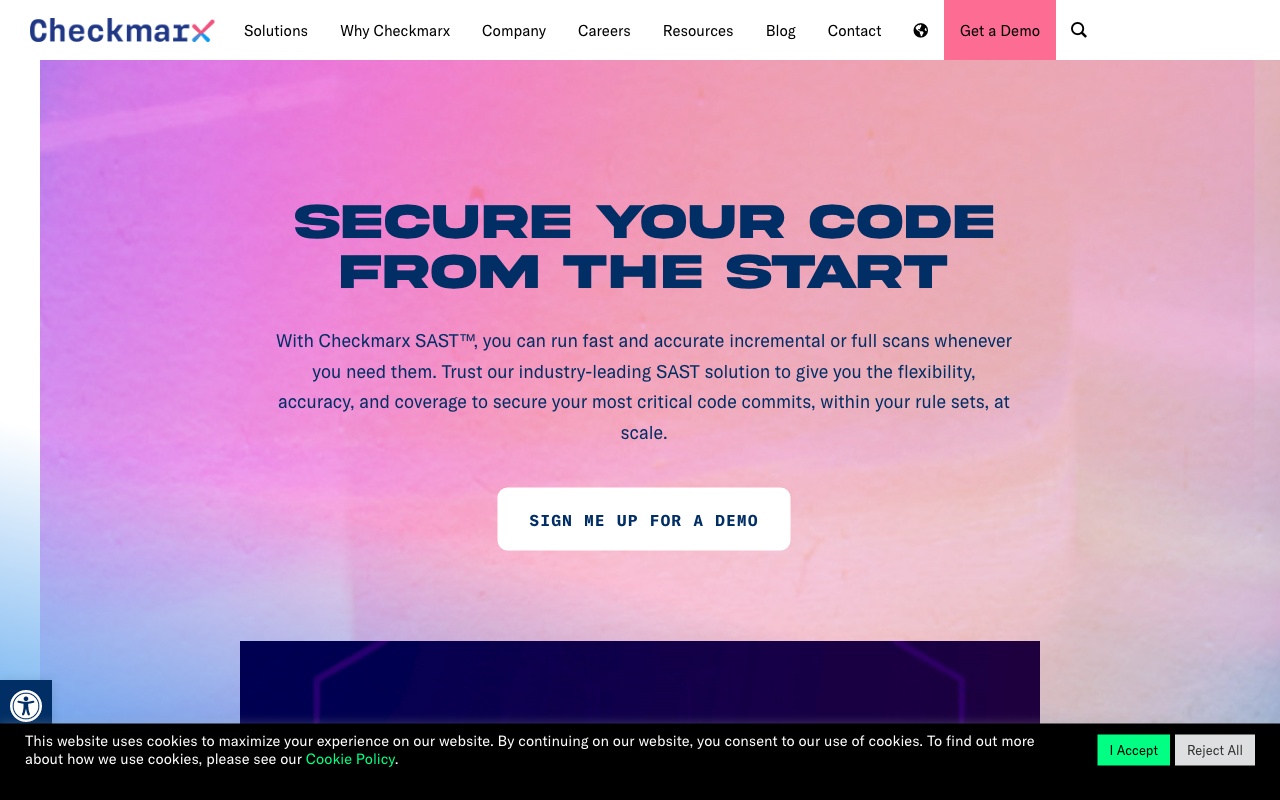 Checkmarx
Solutions
Why Checkmarx
Company
Careers
Resources
Blog
Contact
Get a Demo
SECURE YOUR CODE
FROM THE START
With Checkmarx SAST™, you can run fast and accurate incremental or full scans whenever
you need them. Trust our industry-leading SAST solution to give you the flexibility,
accuracy, and coverage to secure your most critical code commits, within your rule sets, at
scale.
SIGN ME UP FOR A DEMO
This website uses cookies to maximize your experience on our website. By continuing on our website, you consent to our use of cookies. To find out more
about how we use cookies, please see our Cookie Policy.
I Accept
Reject All